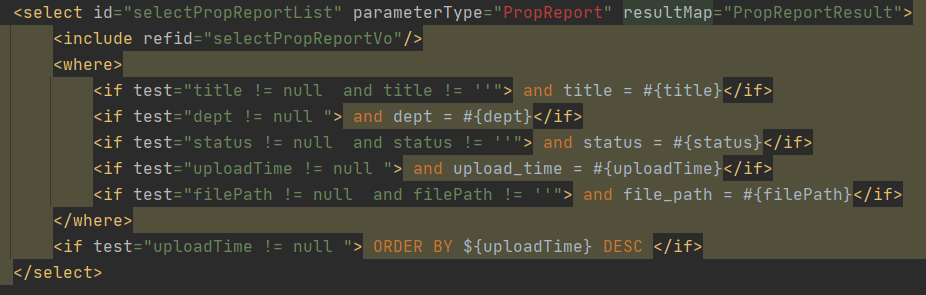 <select id="selectPropReportList" parameterType="PropReport" resultMap="PropReportResult">
<include refid="selectPropReportVo"/>
<where>
<if test="title != null  and title != ''"> and title = #{title}</if>
<if test="dept != null "> and dept = #{dept}</if>
<if test="status != null  and status != ''"> and status = #{status}</if>
<if test="uploadTime != null "> and upload_time = #{uploadTime}</if>
<if test="filePath != null  and filePath != ''"> and file_path = #{filePath}</if>
</where>
<if test="uploadTime != null "> ORDER BY ${uploadTime} DESC </if>
</select>